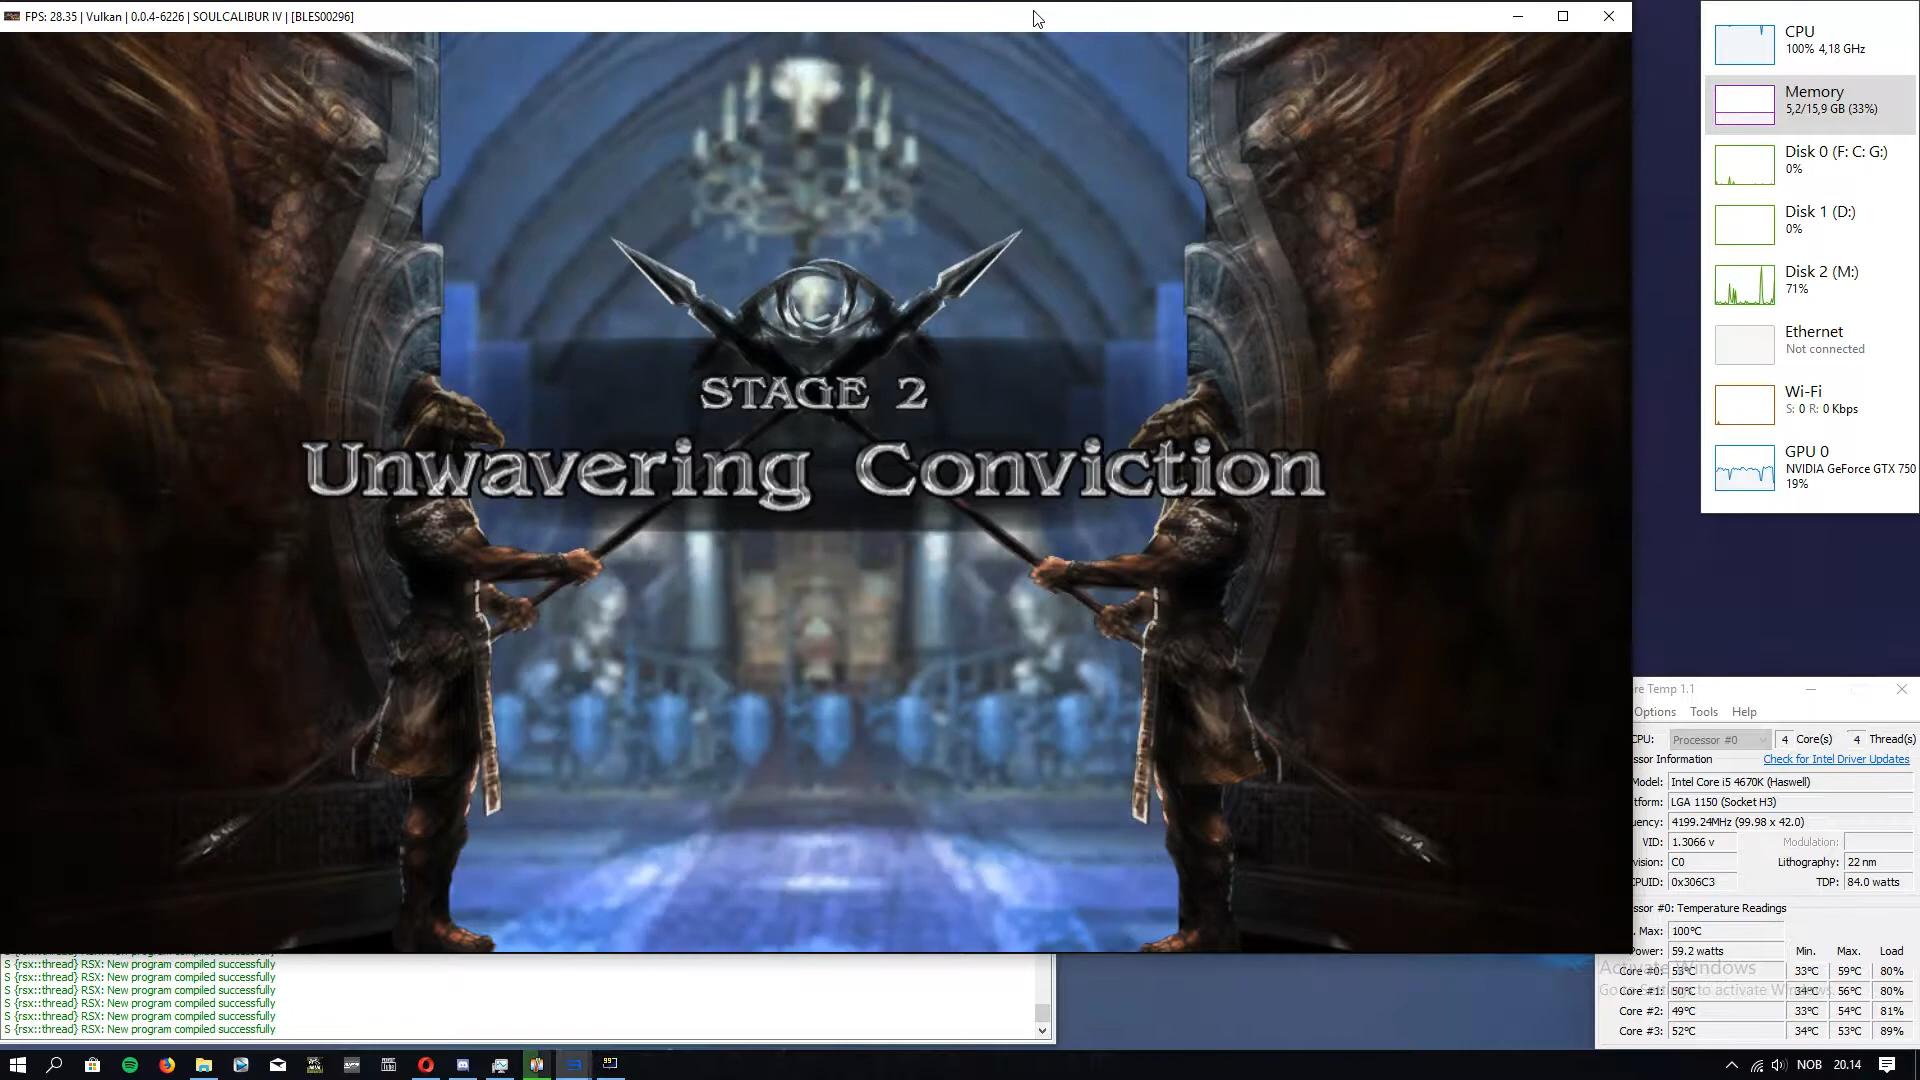 FPS: 28.35 | Vulkan | 0.0.4-6226 | SOULCALIBUR IV | [BLES00296]
STAGE 2
Unwavering Conviction
CPU
100% 4,18 GHz
Memory
5,2/15,9 GB (33%)
Disk 0 (F: C: G:)
0%
Disk 1 (D:)
0%
Disk 2 (M:)
71%
Ethernet
Not connected
Wi-Fi
S: 0 R: 0 Kbps
GPU 0
NVIDIA GeForce GTX 750
19%
re Temp 1.1
Options Tools Help
CPU: Processor #0 4 Core(s) 4 Thread(s)
ssor Information Check for Intel Driver Updates
Model: Intel Core i5 4670K (Haswell)
tform: LGA 1150 (Socket H3)
uency: 4199.24MHz (99.98 x 42.0)
VID: 1.3066 v Modulation:
vision: C0 Lithography: 22 nm
CPUID: 0x306C3 TDP: 84.0 watts
ssor #0: Temperature Readings
. Max: 100°C
Power: 59.2 watts Min. Max. Load
Core #0: 53°C 33°C 59°C 80%
Core #1: 50°C 34°C 56°C 80%
Core #2: 49°C 33°C 54°C 81%
Core #3: 52°C 34°C 53°C 89%
Activate Windows
Go to Settings to activate Windows.
S {rsx::thread} RSX: New program compiled successfully
S {rsx::thread} RSX: New program compiled successfully
S {rsx::thread} RSX: New program compiled successfully
S {rsx::thread} RSX: New program compiled successfully
S {rsx::thread} RSX: New program compiled successfully
S {rsx::thread} RSX: New program compiled successfully
NOB 20.14